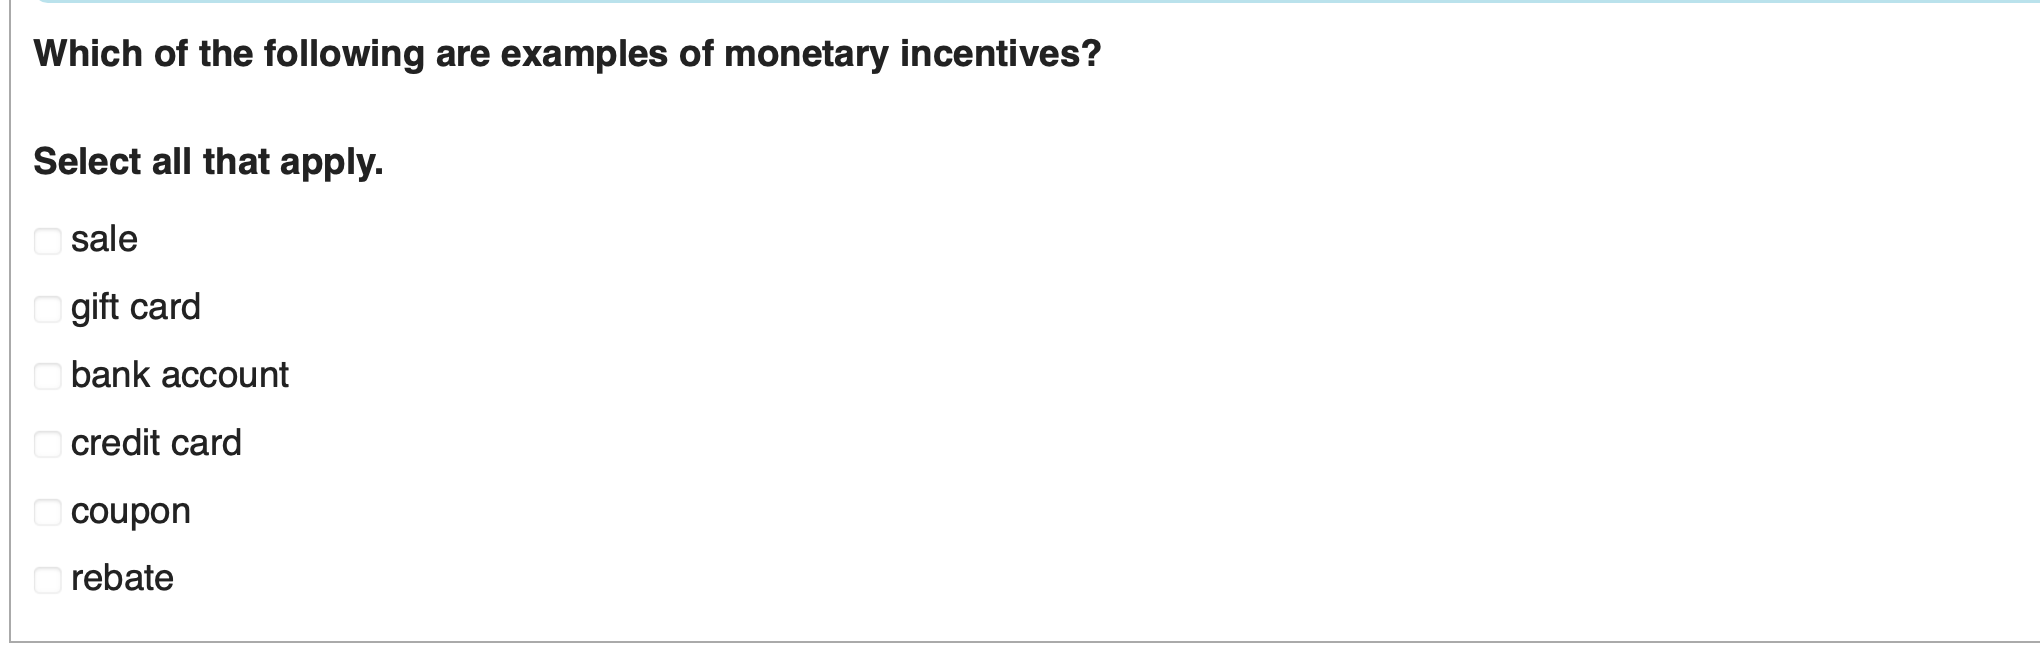 Which of the following are examples of monetary incentives?
Select all that apply.
sale
gift card
bank account
credit card
coupon
rebate